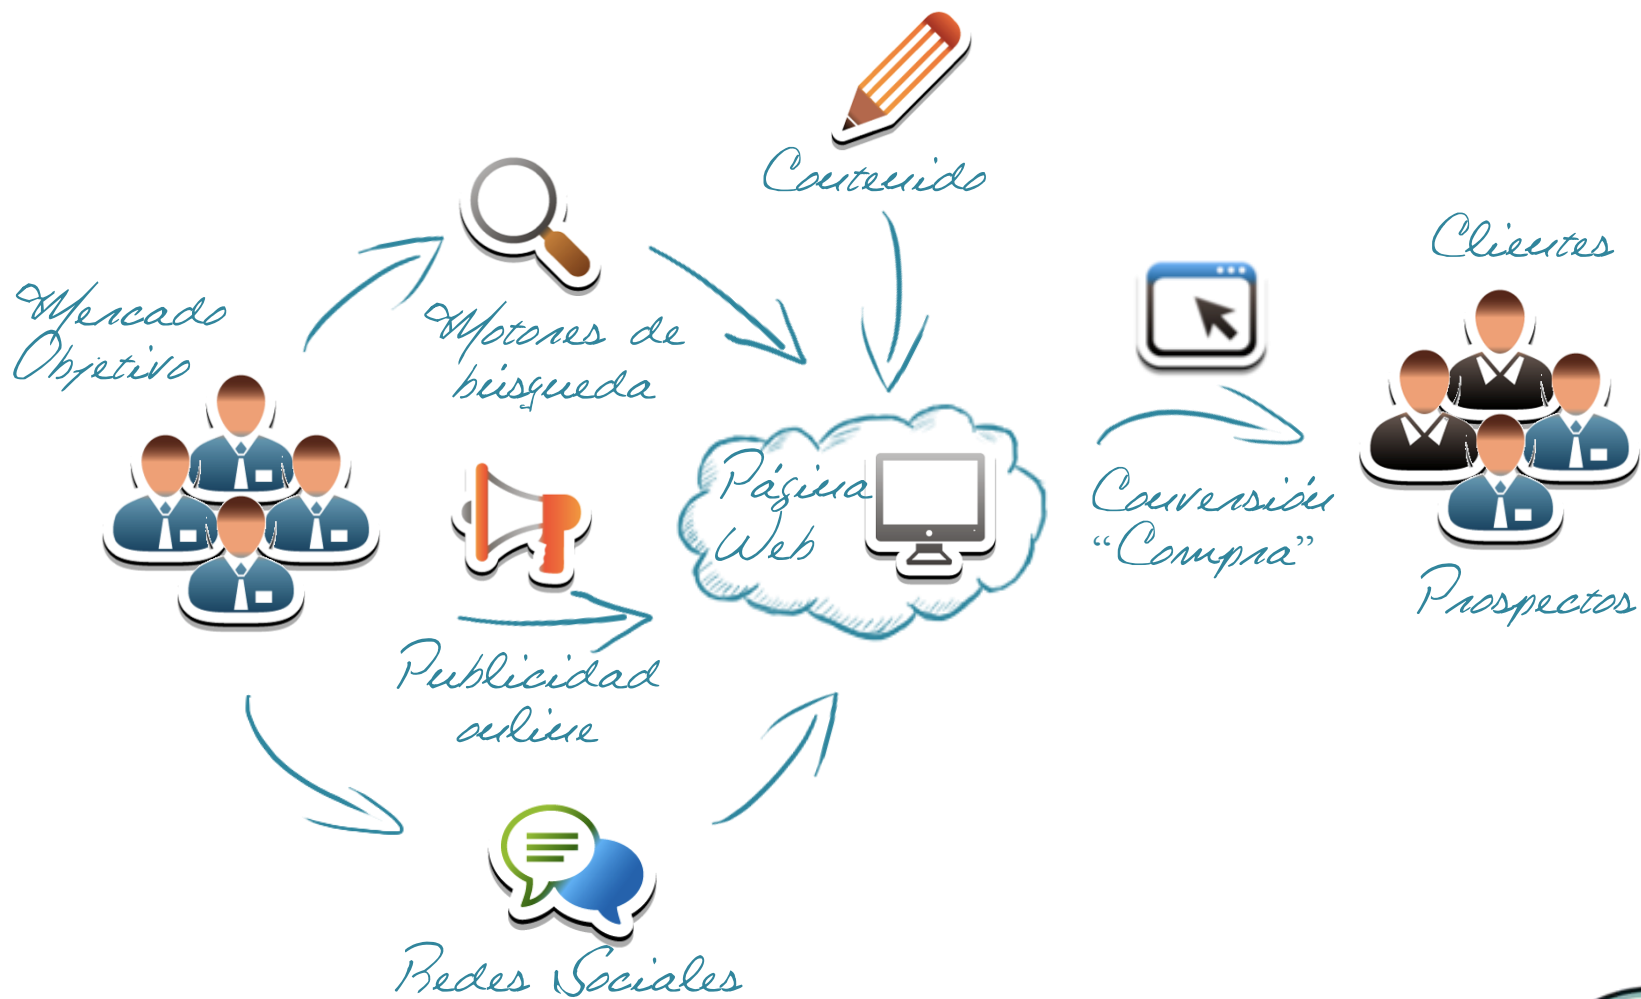 Contenido
Mercado
Objetivo
Motores de
búsqueda
Publicidad
online
Redes Sociales
Página
Web
Conversión
“Compra”
Clientes
Prospectos